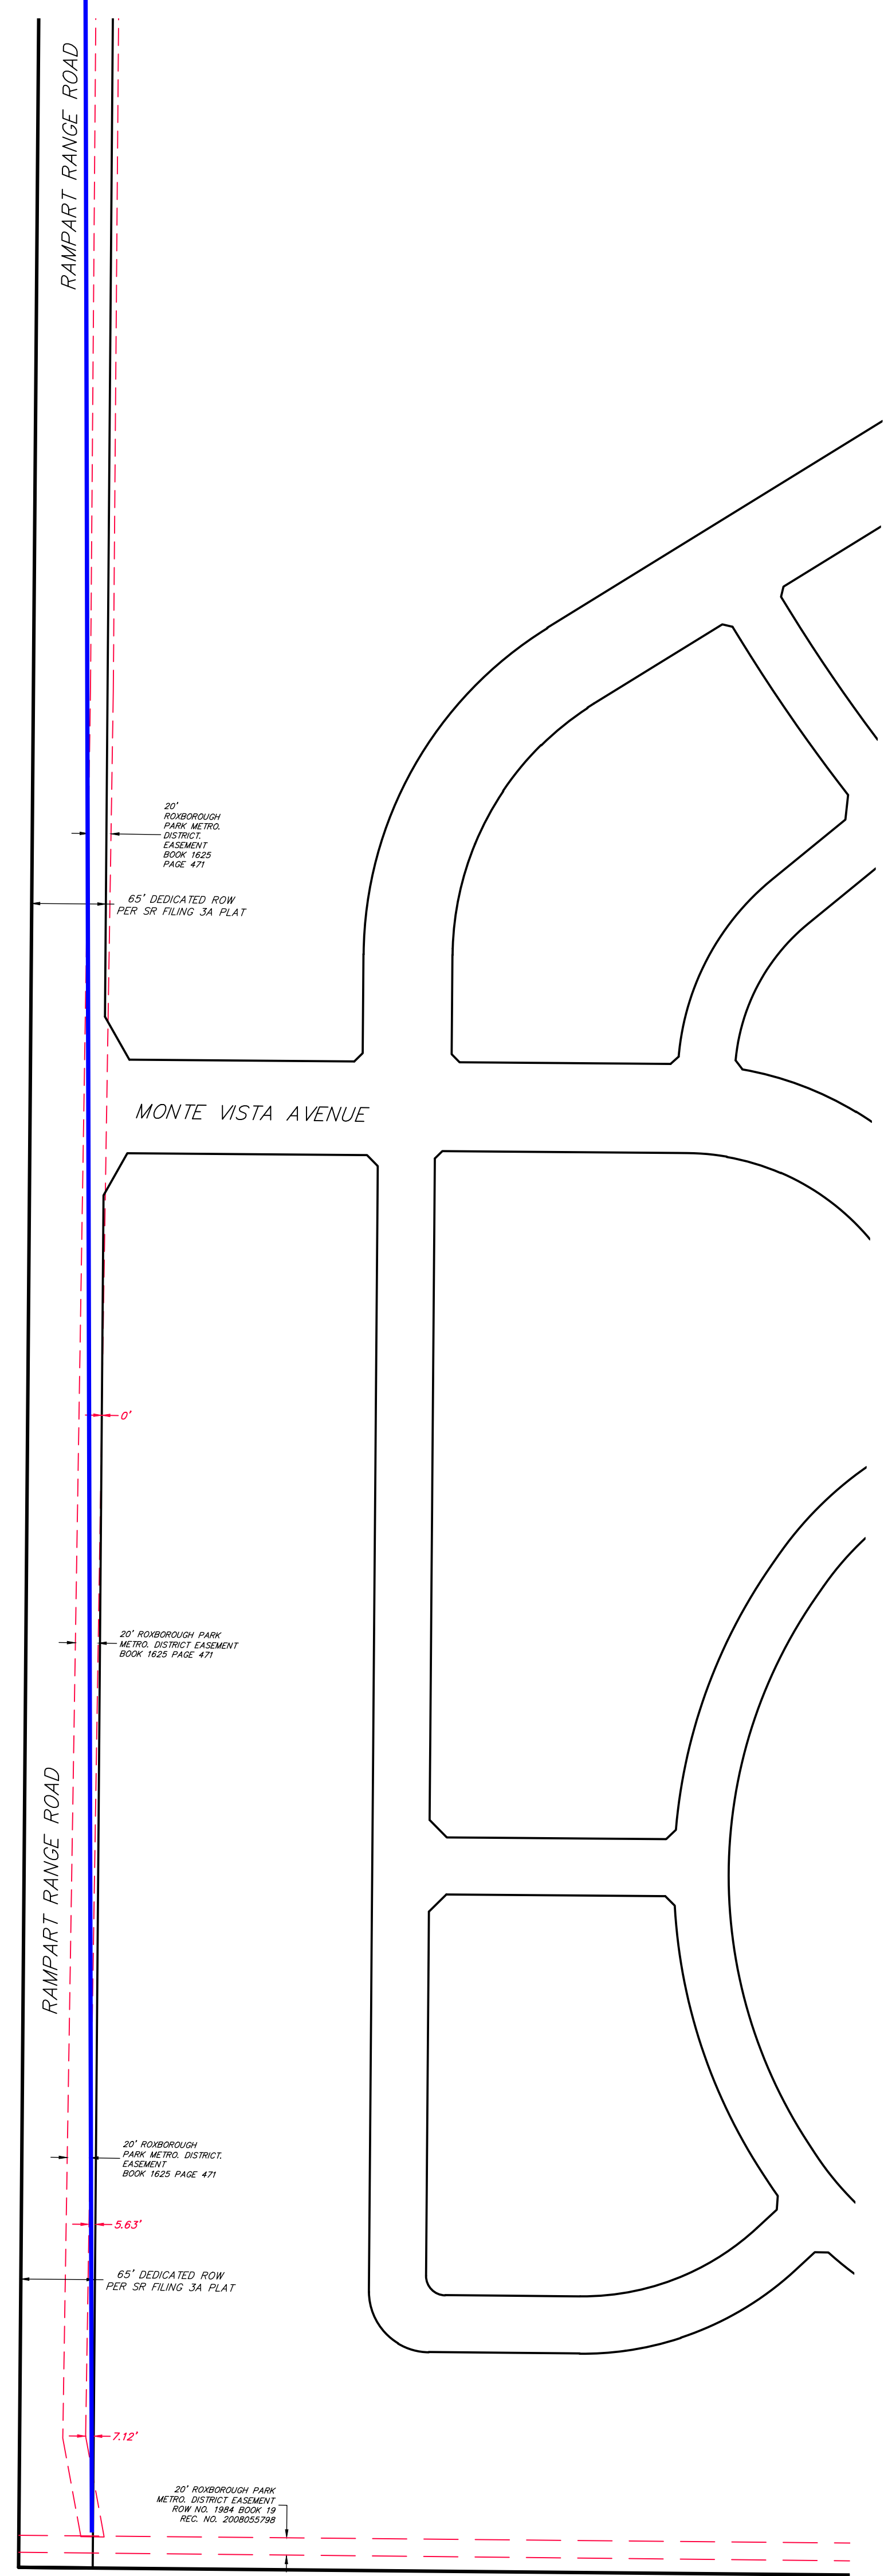 RAMPART RANGE ROAD
20'
ROXBOROUGH
PARK METRO.
DISTRICT.
EASEMENT
BOOK 1625
PAGE 471
65' DEDICATED ROW
PER SR FILING 3A PLAT
MONTE VISTA AVENUE
0'
20' ROXBOROUGH PARK
METRO. DISTRICT EASEMENT
BOOK 1625 PAGE 471
RAMPART RANGE ROAD
20' ROXBOROUGH
PARK METRO. DISTRICT.
EASEMENT
BOOK 1625 PAGE 471
5.63'
65' DEDICATED ROW
PER SR FILING 3A PLAT
7.12'
20' ROXBOROUGH PARK
METRO. DISTRICT EASEMENT
ROW NO. 1984 BOOK 19
REC. NO. 2008055798